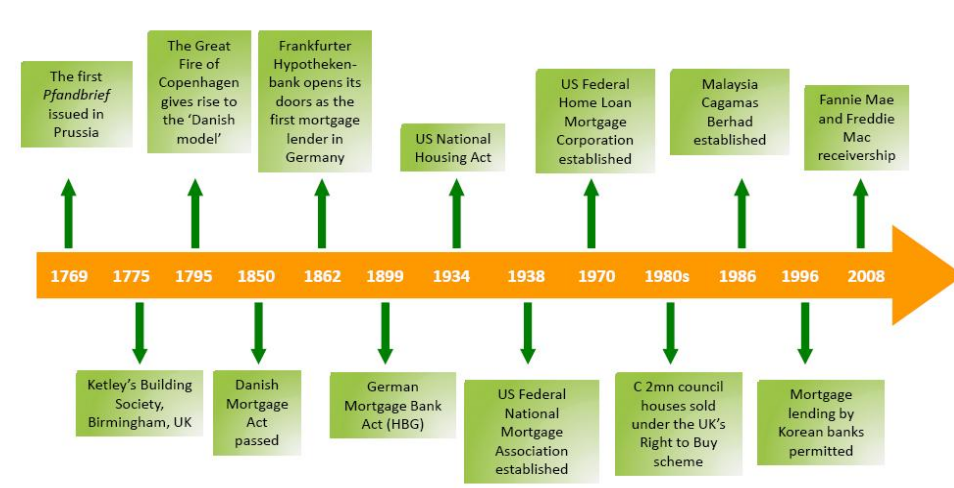 The first
Pfandbrief
issued in
Prussia
The Great
Fire of
Copenhagen
gives rise to
the ‘Danish
model’
Frankfurter
Hypotheken-
bank opens its
doors as the
first mortgage
lender in
Germany
US National
Housing Act
US Federal
Home Loan
Mortgage
Corporation
established
Malaysia
Cagamas
Berhad
established
Fannie Mae
and Freddie
Mac
receivership
1769 1775 1795 1850 1862 1899 1934 1938 1970 1980s 1986 1996 2008
Ketley’s Building
Society,
Birmingham, UK
Danish
Mortgage
Act
passed
German
Mortgage Bank
Act (HBG)
US Federal
National
Mortgage
Association
established
C 2mn council
houses sold
under the UK’s
Right to Buy
scheme
Mortgage
lending by
Korean banks
permitted